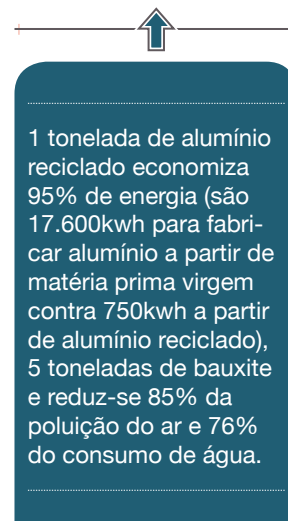 1 tonelada de alumínio
reciclado economiza
95% de energia (são
17.600kwh para fabri-
car alumínio a partir de
matéria prima virgem
contra 750kwh a partir
de alumínio reciclado),
5 toneladas de bauxite
e reduz-se 85% da
poluição do ar e 76%
do consumo de água.